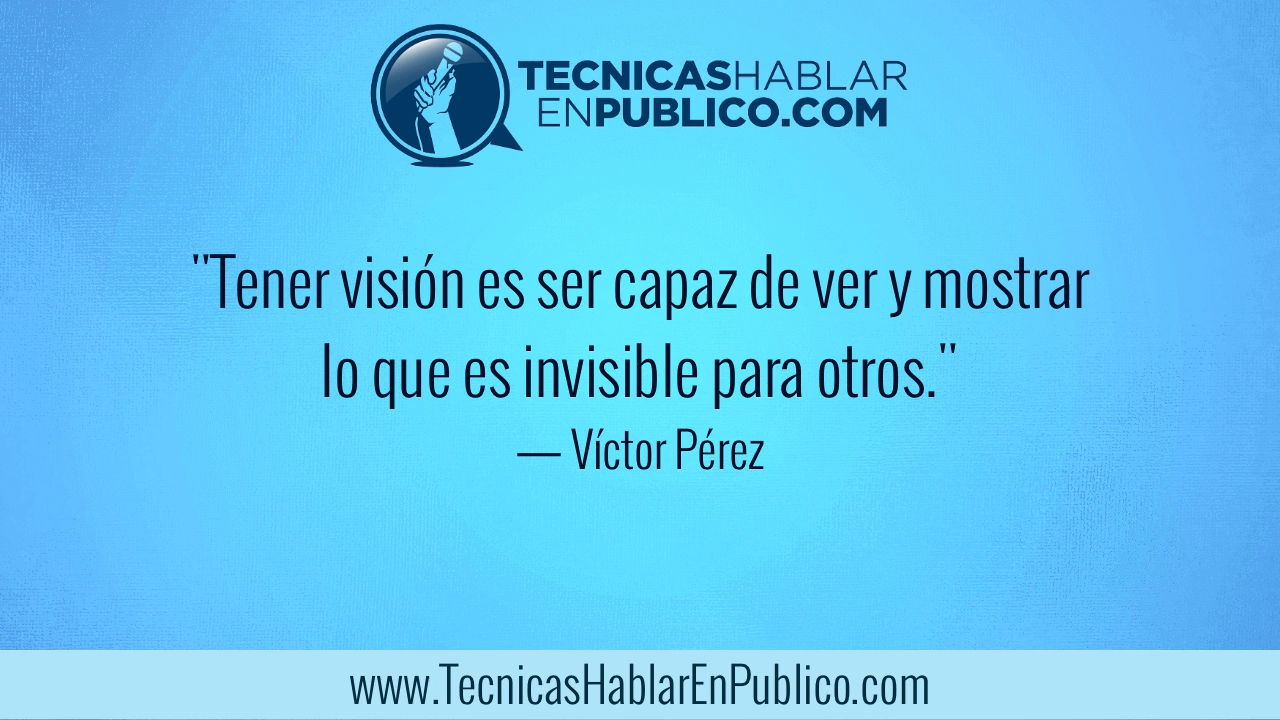 TECNICASHABLAR
ENPUBLICO.COM
"Tener visión es ser capaz de ver y mostrar
lo que es invisible para otros."
— Víctor Pérez
www.TecnicasHablarEnPublico.com